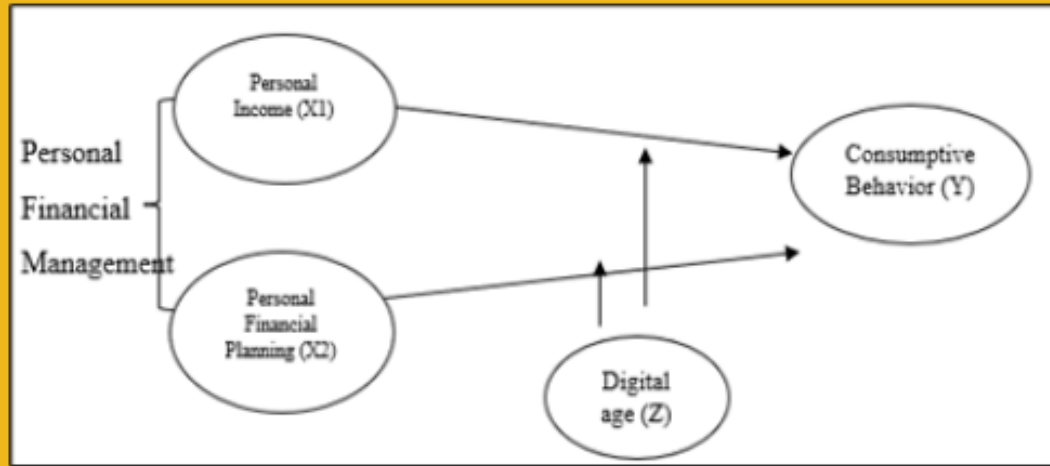 Personal
Financial
Management
Personal
Income (X1)
Personal
Financial
Planning (X2)
Digital
age (Z)
Consumptive
Behavior (Y)